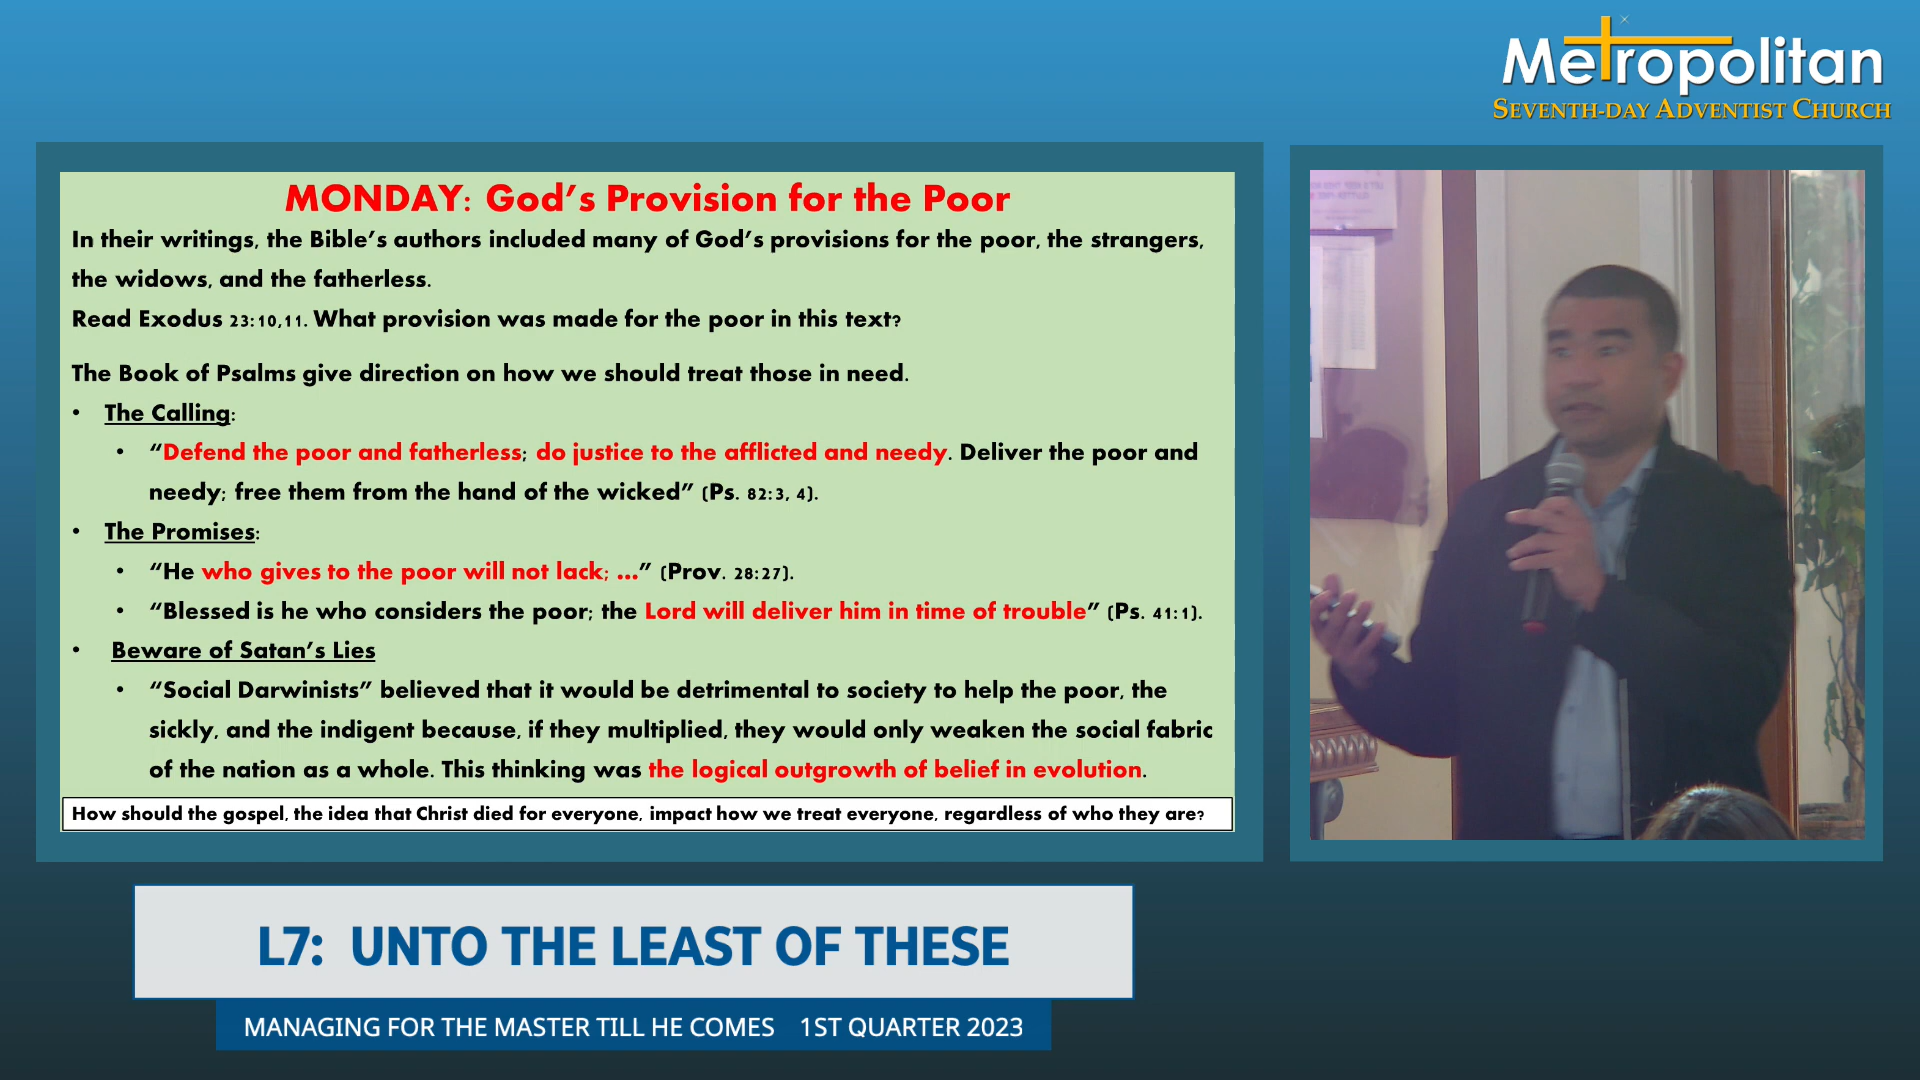 Metropolitan
SEVENTH-DAY ADVENTIST CHURCH
MONDAY: God’s Provision for the Poor
In their writings, the Bible’s authors included many of God’s provisions for the poor, the strangers,
the widows, and the fatherless.
Read Exodus 23:10,11. What provision was made for the poor in this text?
The Book of Psalms give direction on how we should treat those in need.
• The Calling:
• “Defend the poor and fatherless; do justice to the afflicted and needy. Deliver the poor and
needy; free them from the hand of the wicked” (Ps. 82:3, 4).
• The Promises:
• “He who gives to the poor will not lack; ...” (Prov. 28:27).
• “Blessed is he who considers the poor; the Lord will deliver him in time of trouble” (Ps. 41:1).
• Beware of Satan’s Lies
• “Social Darwinists” believed that it would be detrimental to society to help the poor, the
sickly, and the indigent because, if they multiplied, they would only weaken the social fabric
of the nation as a whole. This thinking was the logical outgrowth of belief in evolution.
How should the gospel, the idea that Christ died for everyone, impact how we treat everyone, regardless of who they are?
L7: UNTO THE LEAST OF THESE
MANAGING FOR THE MASTER TILL HE COMES 1ST QUARTER 2023